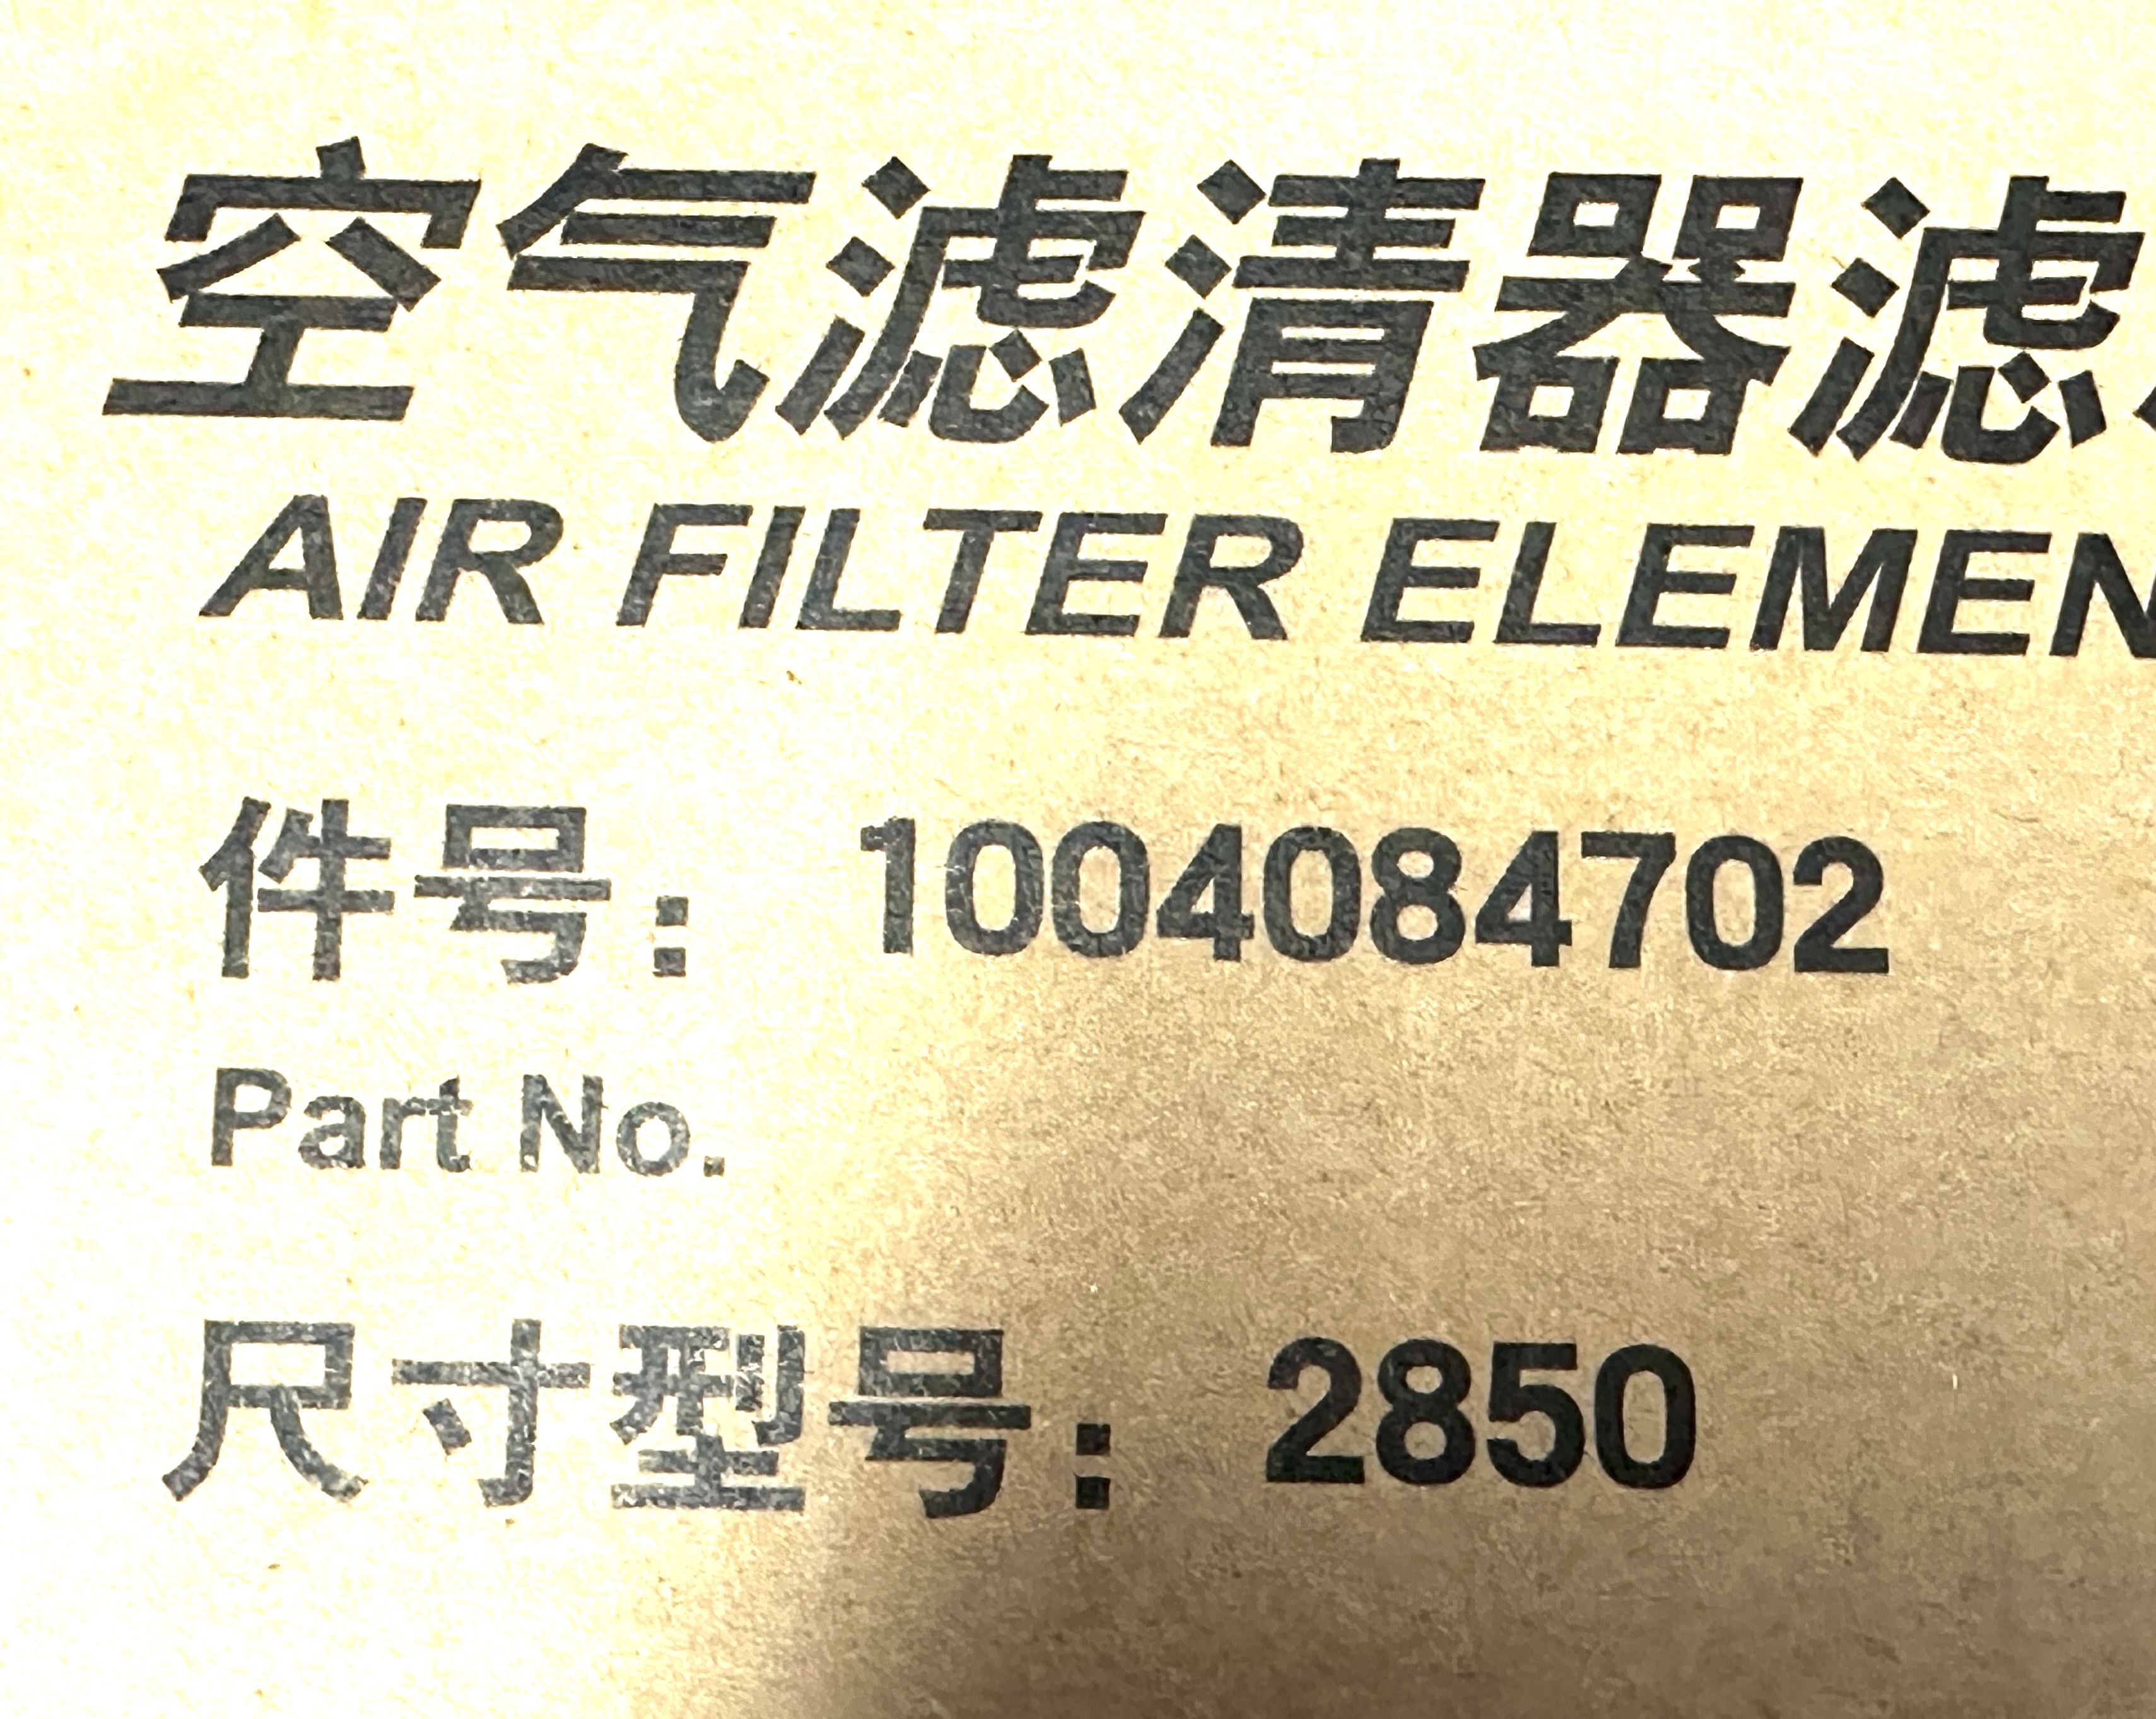 空气滤清器滤
AIR FILTER ELEMEN
件号：1004084702
Part No.
尺寸型号：2850